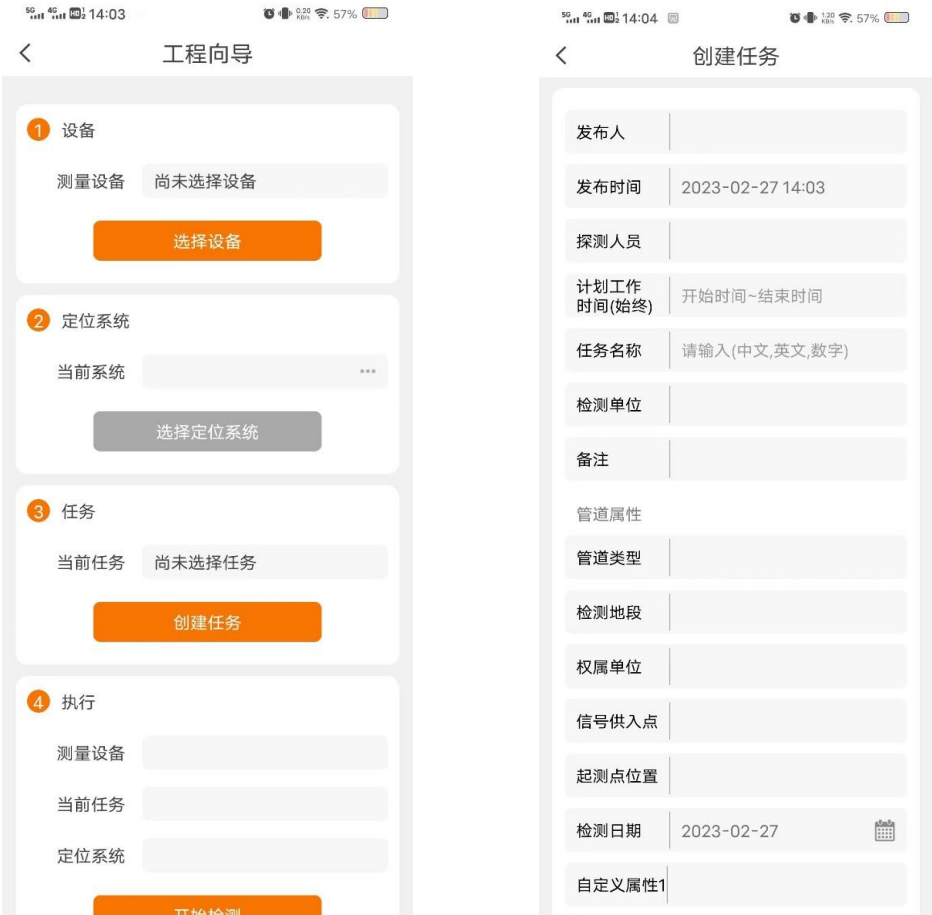 5G 4G HD 1 2 14:03
0.20 KB/s 57%
工程向导
1 设备
测量设备 尚未选择设备
选择设备
2 定位系统
当前系统 ...
选择定位系统
3 任务
当前任务 尚未选择任务
创建任务
4 执行
测量设备
当前任务
定位系统
开始检测
5G 4G HD 1 2 14:04
1.20 KB/s 57%
创建任务
发布人
发布时间 2023-02-27 14:03
探测人员
计划工作
时间(始终) 开始时间~结束时间
任务名称 请输入(中文,英文,数字)
检测单位
备注
管道属性
管道类型
检测地段
权属单位
信号供入点
起测点位置
检测日期 2023-02-27
自定义属性1